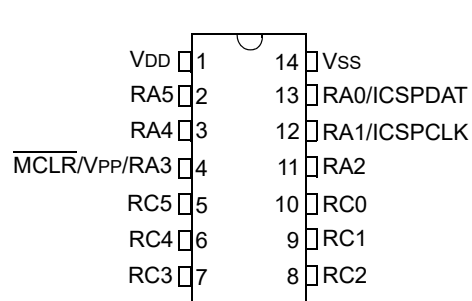 VDD 1 14 VSS
RA5 2 13 RA0/ICSPDAT
RA4 3 12 RA1/ICSPCLK
MCLR/VPP/RA3 4 11 RA2
RC5 5 10 RC0
RC4 6 9 RC1
RC3 7 8 RC2